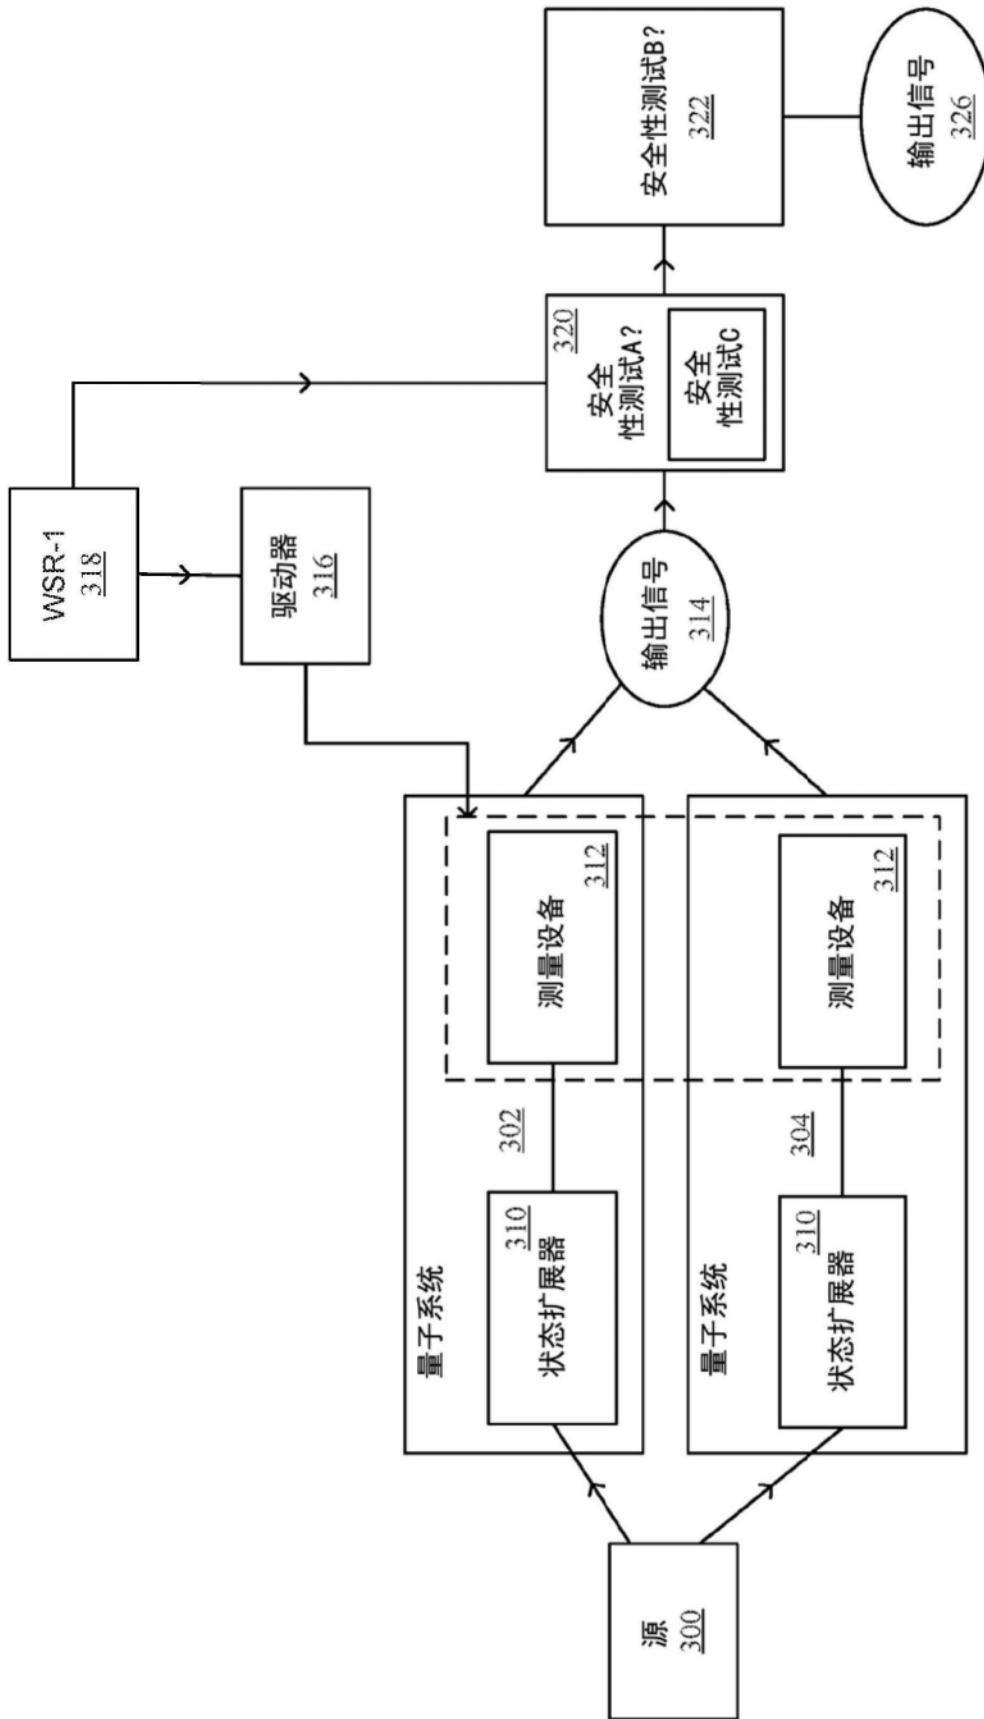 源
300
量子系统
状态扩展器
310
302
测量设备
312
量子系统
状态扩展器
310
304
测量设备
312
WSR-1
318
驱动器
316
输出信号
314
320
安全
性测试A?
安全
性测试C
安全性测试B?
322
输出信号
326